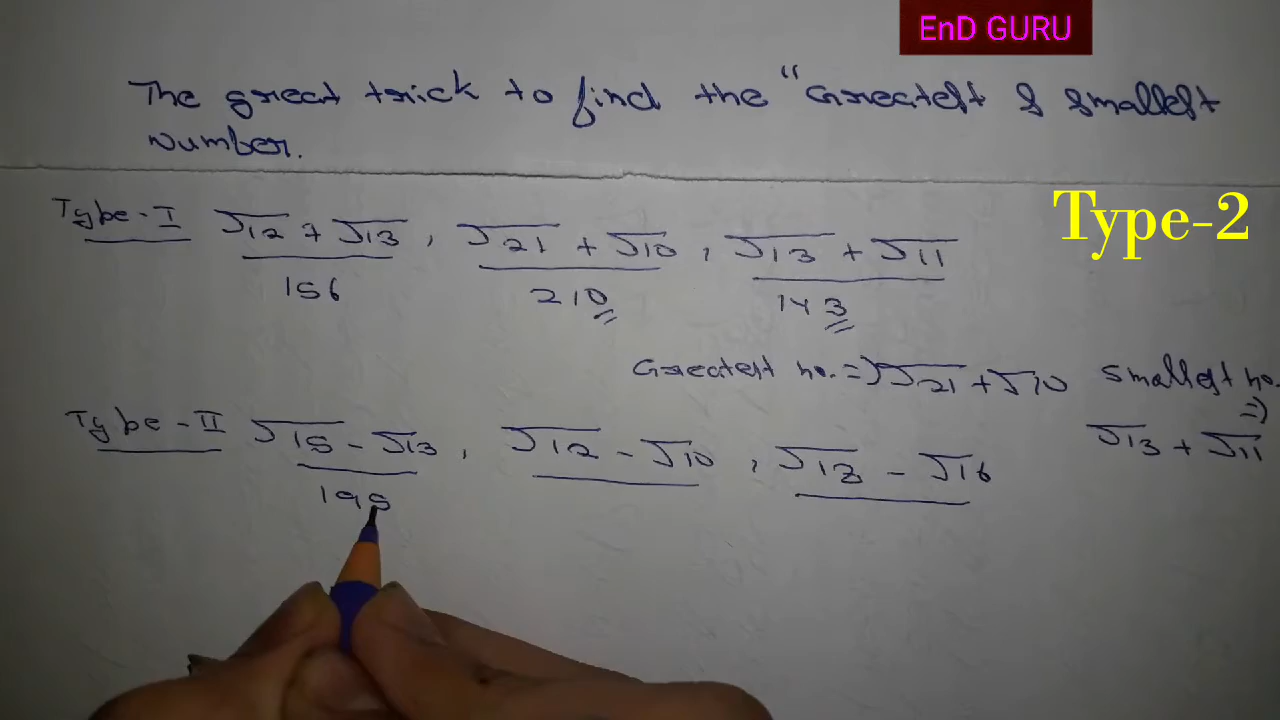 EnD GURU
The great trick to find the "Greatest & smallest
number.
Type-2
Type-I √12 + √13 , √21 + √10 , √13 + √11
156 210 143
Greatest no. => √21 + √10 Smallest no.
=>
√13 + √11
Type-II √15 - √13 , √12 - √10 , √18 - √16
195